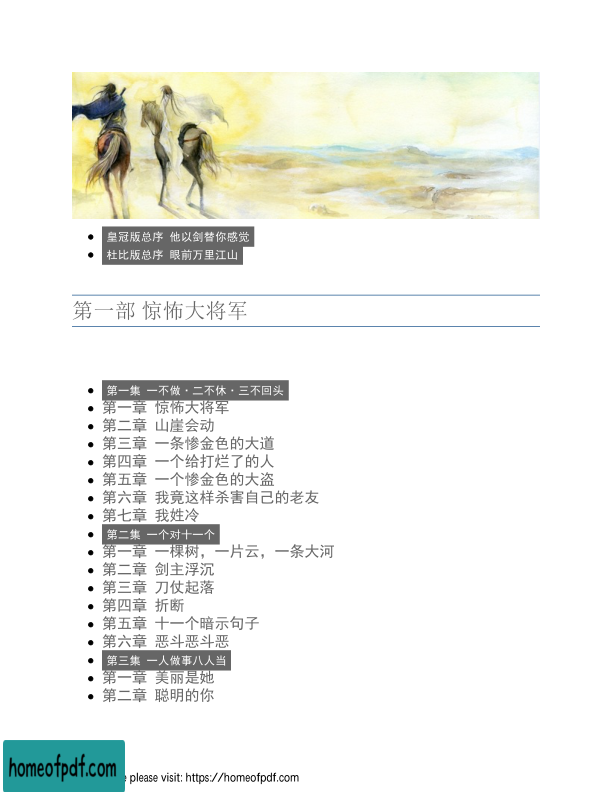 皇冠版总序 他以剑替你感觉
杜比版总序 眼前万里江山
第一部 惊怖大将军
第一集 一不做·二不休·三不回头
第一章 惊怖大将军
第二章 山崖会动
第三章 一条惨金色的大道
第四章 一个给打烂了的人
第五章 一个惨金色的大盗
第六章 我竟这样杀害自己的老友
第七章 我姓冷
第二集 一个对十一个
第一章 一棵树，一片云，一条大河
第二章 剑主浮沉
第三章 刀仗起落
第四章 折断
第五章 十一个暗示句子
第六章 恶斗恶斗恶
第三集 一人做事八人当
第一章 美丽是她
第二章 聪明的你
homeofpdf.com
e please visit: https://homeofpdf.com